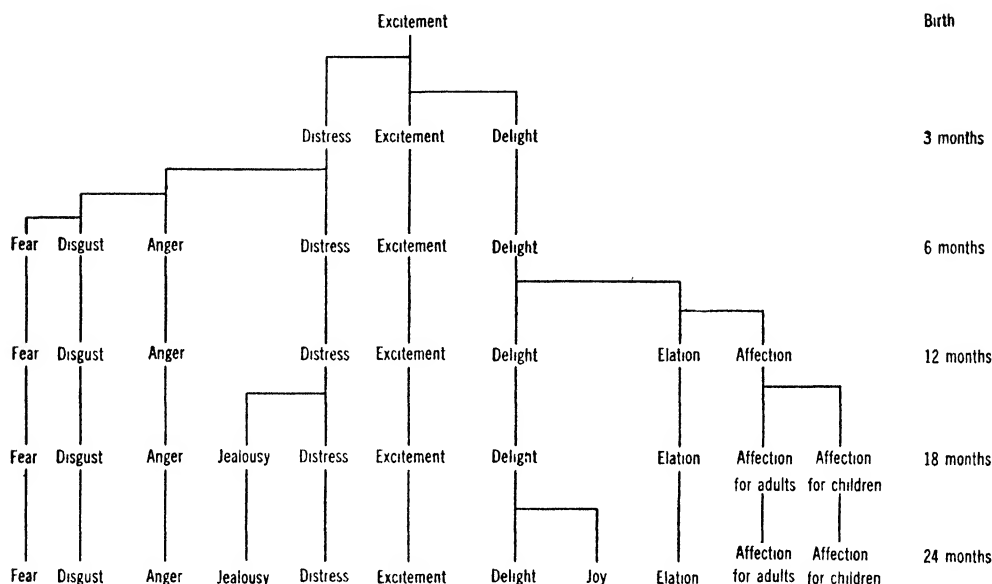 Excitement Birth
Distress Excitement Delight 3 months
Fear Disgust Anger Distress Excitement Delight 6 months
Fear Disgust Anger Distress Excitement Delight Elation Affection 12 months
Fear Disgust Anger Jealousy Distress Excitement Delight Elation Affection Affection 18 months
for adults for children
Affection Affection 24 months
Fear Disgust Anger Jealousy Distress Excitement Delight Joy Elation for adults for children